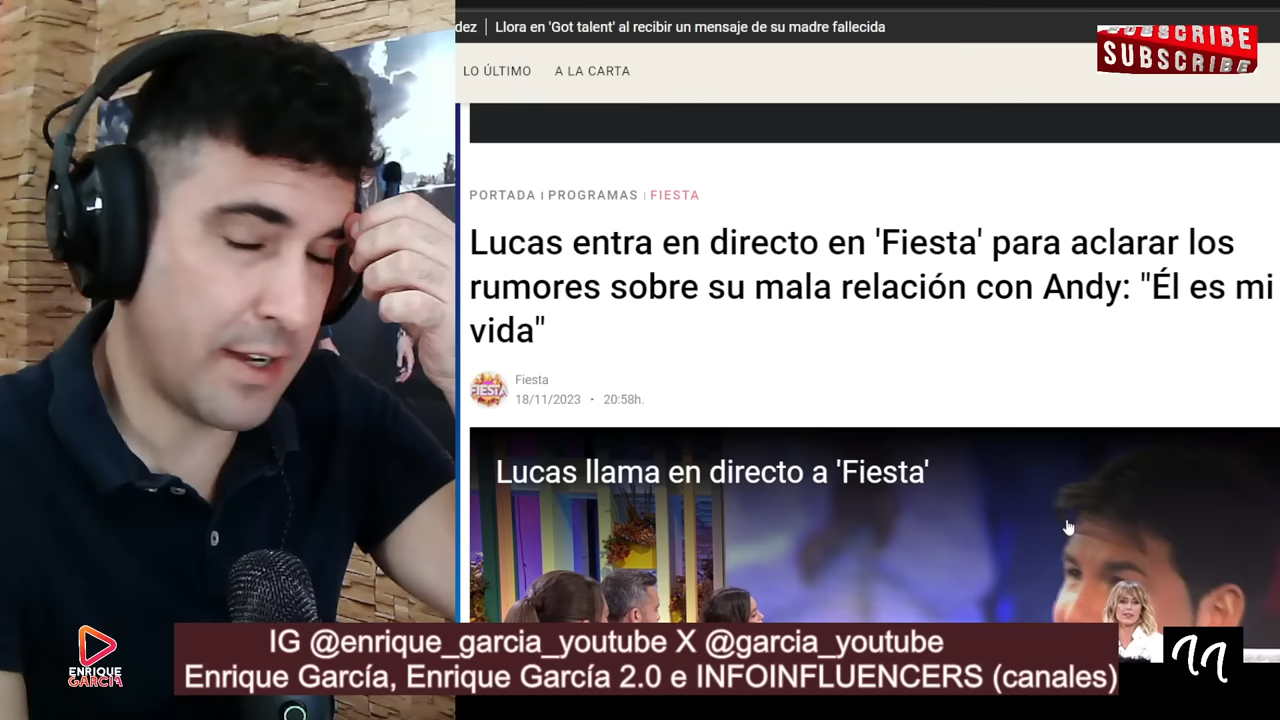 dez | Llora en 'Got talent' al recibir un mensaje de su madre fallecida
SUBSCRIBE
SUBSCRIBE
LO ÚLTIMO A LA CARTA
PORTADA | PROGRAMAS | FIESTA
Lucas entra en directo en 'Fiesta' para aclarar los
rumores sobre su mala relación con Andy: "Él es mi
vida"
FIESTA
Fiesta
18/11/2023 • 20:58h.
Lucas llama en directo a 'Fiesta'
IG @enrique_garcia_youtube X @garcia_youtube
Enrique García, Enrique García 2.0 e INFOINFLUENCERS (canales)
ENRIQUE
GARCÍA